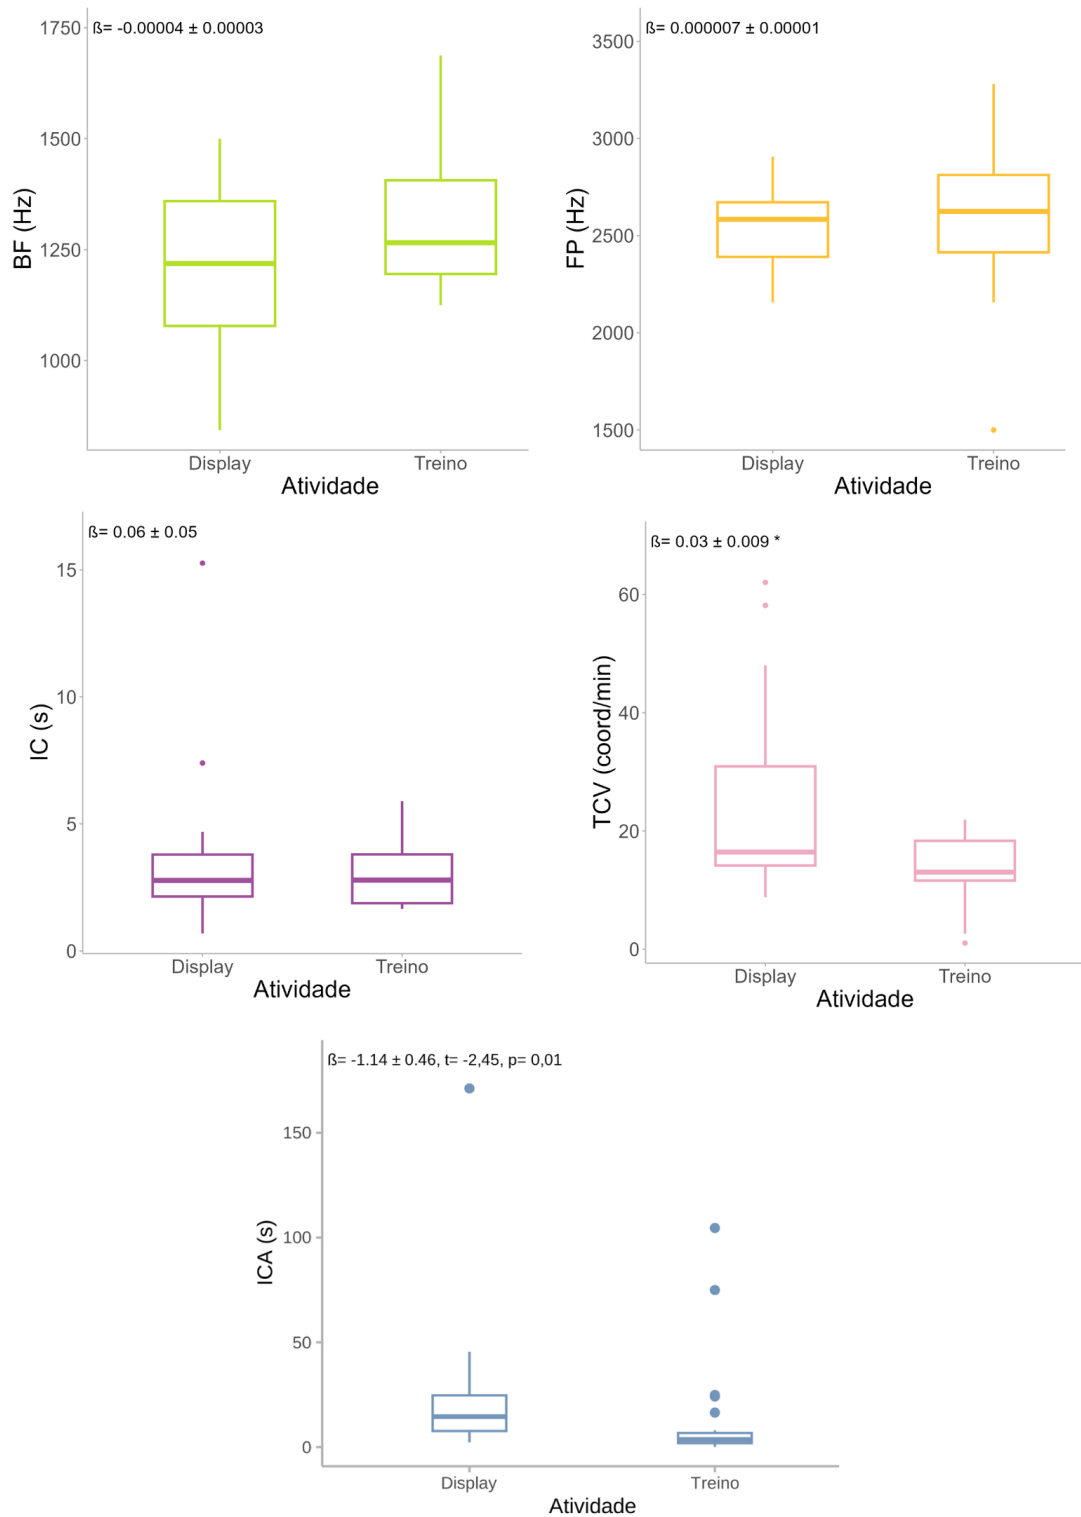 ß= -0.00004 ± 0.00003
1750
1500
1250
1000
BF (Hz)
Display
Treino
Atividade
ß= 0.000007 ± 0.00001
3500
3000
2500
2000
1500
FP (Hz)
Display
Treino
Atividade
ß= 0.06 ± 0.05
15
10
5
0
IC (s)
Display
Treino
Atividade
ß= 0.03 ± 0.009 *
60
40
20
0
TCV (coord/min)
Display
Treino
Atividade
ß= -1.14 ± 0.46, t= -2,45, p= 0,01
150
100
50
0
ICA (s)
Display
Treino
Atividade